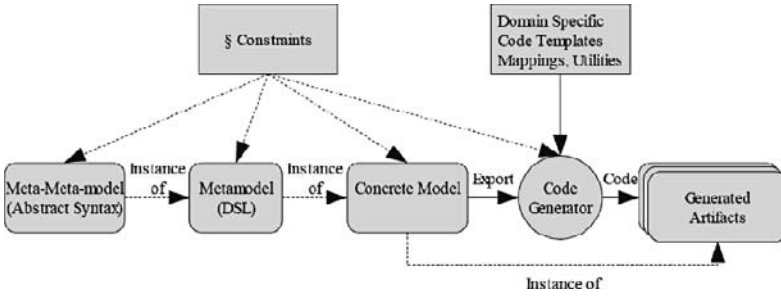 § Constraints
Domain Specific
Code Templates
Mappings, Utilities
Meta-Meta-model
(Abstract Syntax)
Instance
of
Metamodel
(DSL)
Instance
of
Concrete Model
Export
Code
Generator
Code
Generated
Artifacts
Instance of